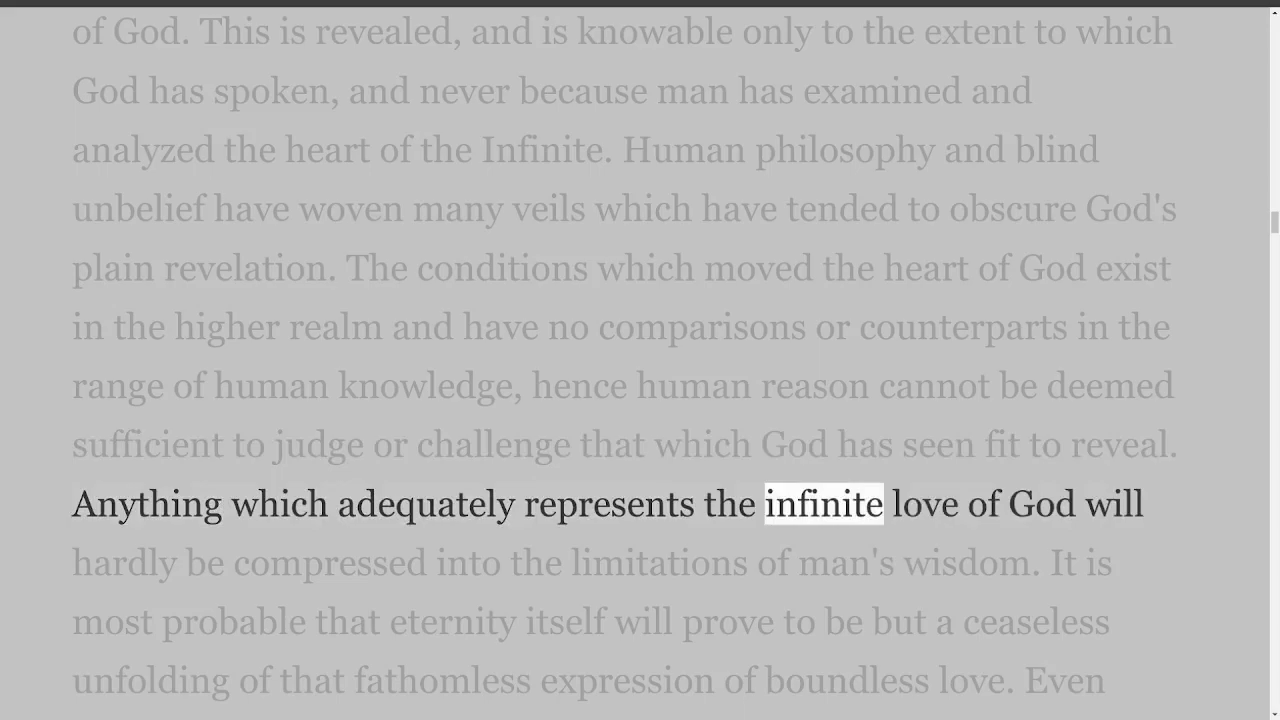 of God. This is revealed, and is knowable only to the extent to which
God has spoken, and never because man has examined and
analyzed the heart of the Infinite. Human philosophy and blind
unbelief have woven many veils which have tended to obscure God's
plain revelation. The conditions which moved the heart of God exist
in the higher realm and have no comparisons or counterparts in the
range of human knowledge, hence human reason cannot be deemed
sufficient to judge or challenge that which God has seen fit to reveal.
Anything which adequately represents the infinite love of God will
hardly be compressed into the limitations of man's wisdom. It is
most probable that eternity itself will prove to be but a ceaseless
unfolding of that fathomless expression of boundless love. Even